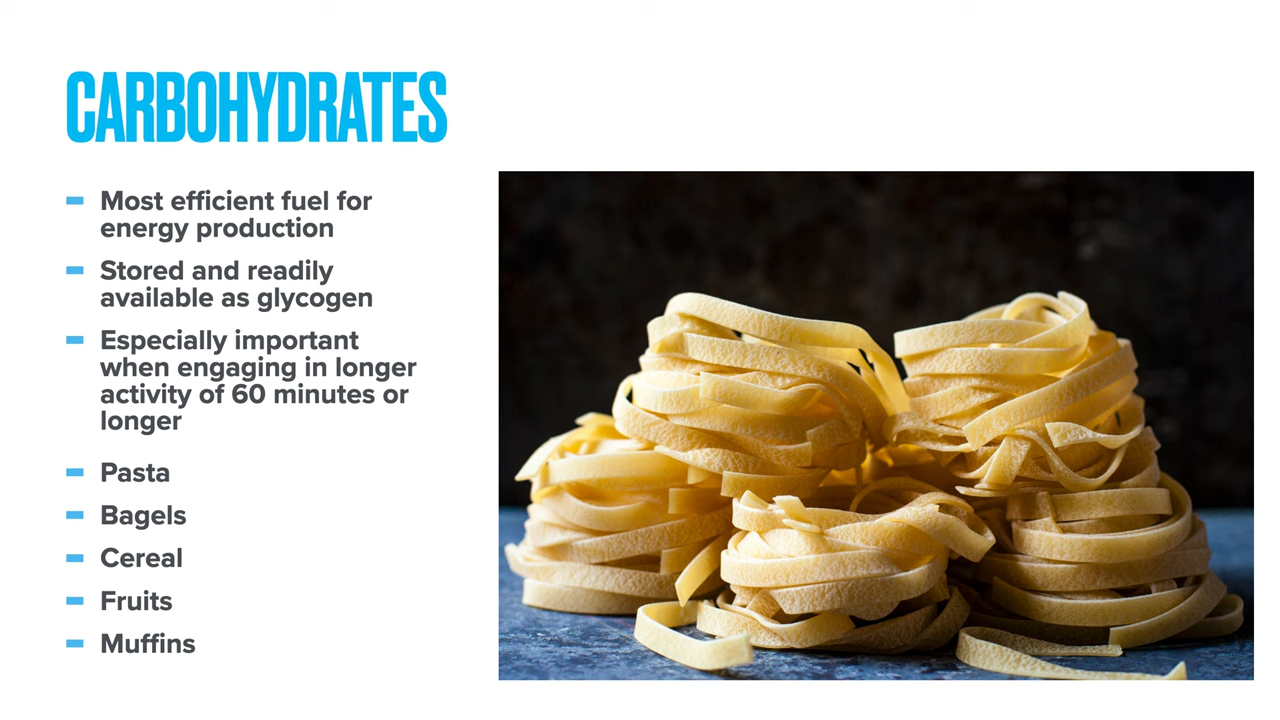 CARBOHYDRATES
Most efficient fuel for
energy production
Stored and readily
available as glycogen
Especially important
when engaging in longer
activity of 60 minutes or
longer
Pasta
Bagels
Cereal
Fruits
Muffins